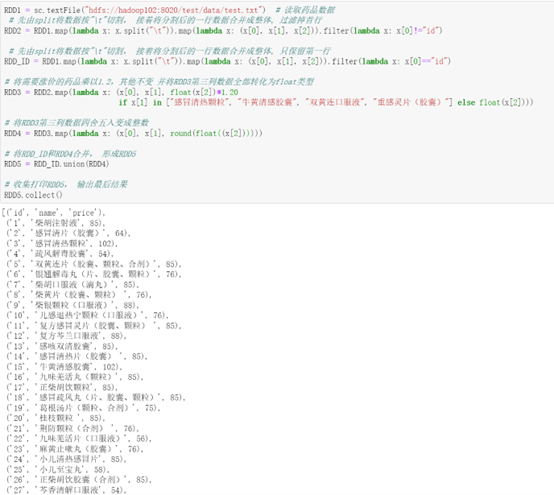 RDD1 = sc.textFile("hdfs://hadoop102:8020/test/data/test.txt")  # 读取药品数据
# 先由split将数据按"\t"切割， 接着将分割后的一行数据合并成整体, 过滤掉首行
RDD2 = RDD1.map(lambda x: x.split("\t")).map(lambda x: (x[0], x[1], x[2])).filter(lambda x: x[0]!="id")
# 先由split将数据按"\t"切割， 接着将分割后的一行数据合并成整体, 只保留第一行
RD_ID = RDD1.map(lambda x: x.split("\t")).map(lambda x: (x[0], x[1], x[2])).filter(lambda x: x[0]=="id")
# 将需要涨价的药品乘以1.2，其他不变 并将RDD3第三列数据全部转化为float类型
RDD3 = RDD2.map(lambda x: (x[0], x[1], float(x[2])*1.20
if x[1] in ["感冒清热颗粒", "牛黄清感胶囊", "双黄连口服液", "重感灵片（胶囊）"] else float(x[2])))
# 将RDD3第三列数据四舍五入变成整数
RDD4 = RDD3.map(lambda x: (x[0], x[1], round(float((x[2])))))
# 将RDD_ID和RDD4合并， 形成RDD5
RDD5 = RD_ID.union(RDD4)
# 收集打印RDD5， 输出最后结果
RDD5.collect()
[('id', 'name', 'price'),
('1', '柴胡注射液', 85),
('2', '感冒清片（胶囊）', 64),
('3', '感冒清热颗粒', 102),
('4', '疏风解毒胶囊', 54),
('5', '双黄连片（胶囊、颗粒、合剂）', 85),
('6', '银翘解毒丸（片、胶囊、颗粒）', 76),
('7', '柴胡口服液（滴丸）', 85),
('8', '柴黄片（胶囊、颗粒） ', 76),
('9', '柴银颗粒（口服液）', 88),
('10', '儿感退热宁颗粒（口服液）', 76),
('11', '复方感冒灵片（胶囊、颗粒） ', 85),
('12', '复方芩兰口服液', 88),
('13', '感咳双清胶囊', 85),
('14', '感冒清热片（胶囊） ', 85),
('15', '牛黄清感胶囊', 102),
('16', '九味羌活丸（颗粒）', 85),
('17', '正柴胡饮颗粒', 85),
('18', '感冒疏风丸（片、胶囊、颗粒）', 85),
('19', '葛根汤片（颗粒、合剂）', 75),
('20', '桂枝颗粒 ', 85),
('21', '荆防颗粒（合剂） ', 76),
('22', '九味羌活片（口服液）', 56),
('23', '麻黄止嗽丸（胶囊）', 76),
('24', '小儿清热感冒片', 85),
('25', '小儿至宝丸', 58),
('26', '正柴胡饮胶囊（合剂）', 85),
('27', '芩香清解口服液', 54),